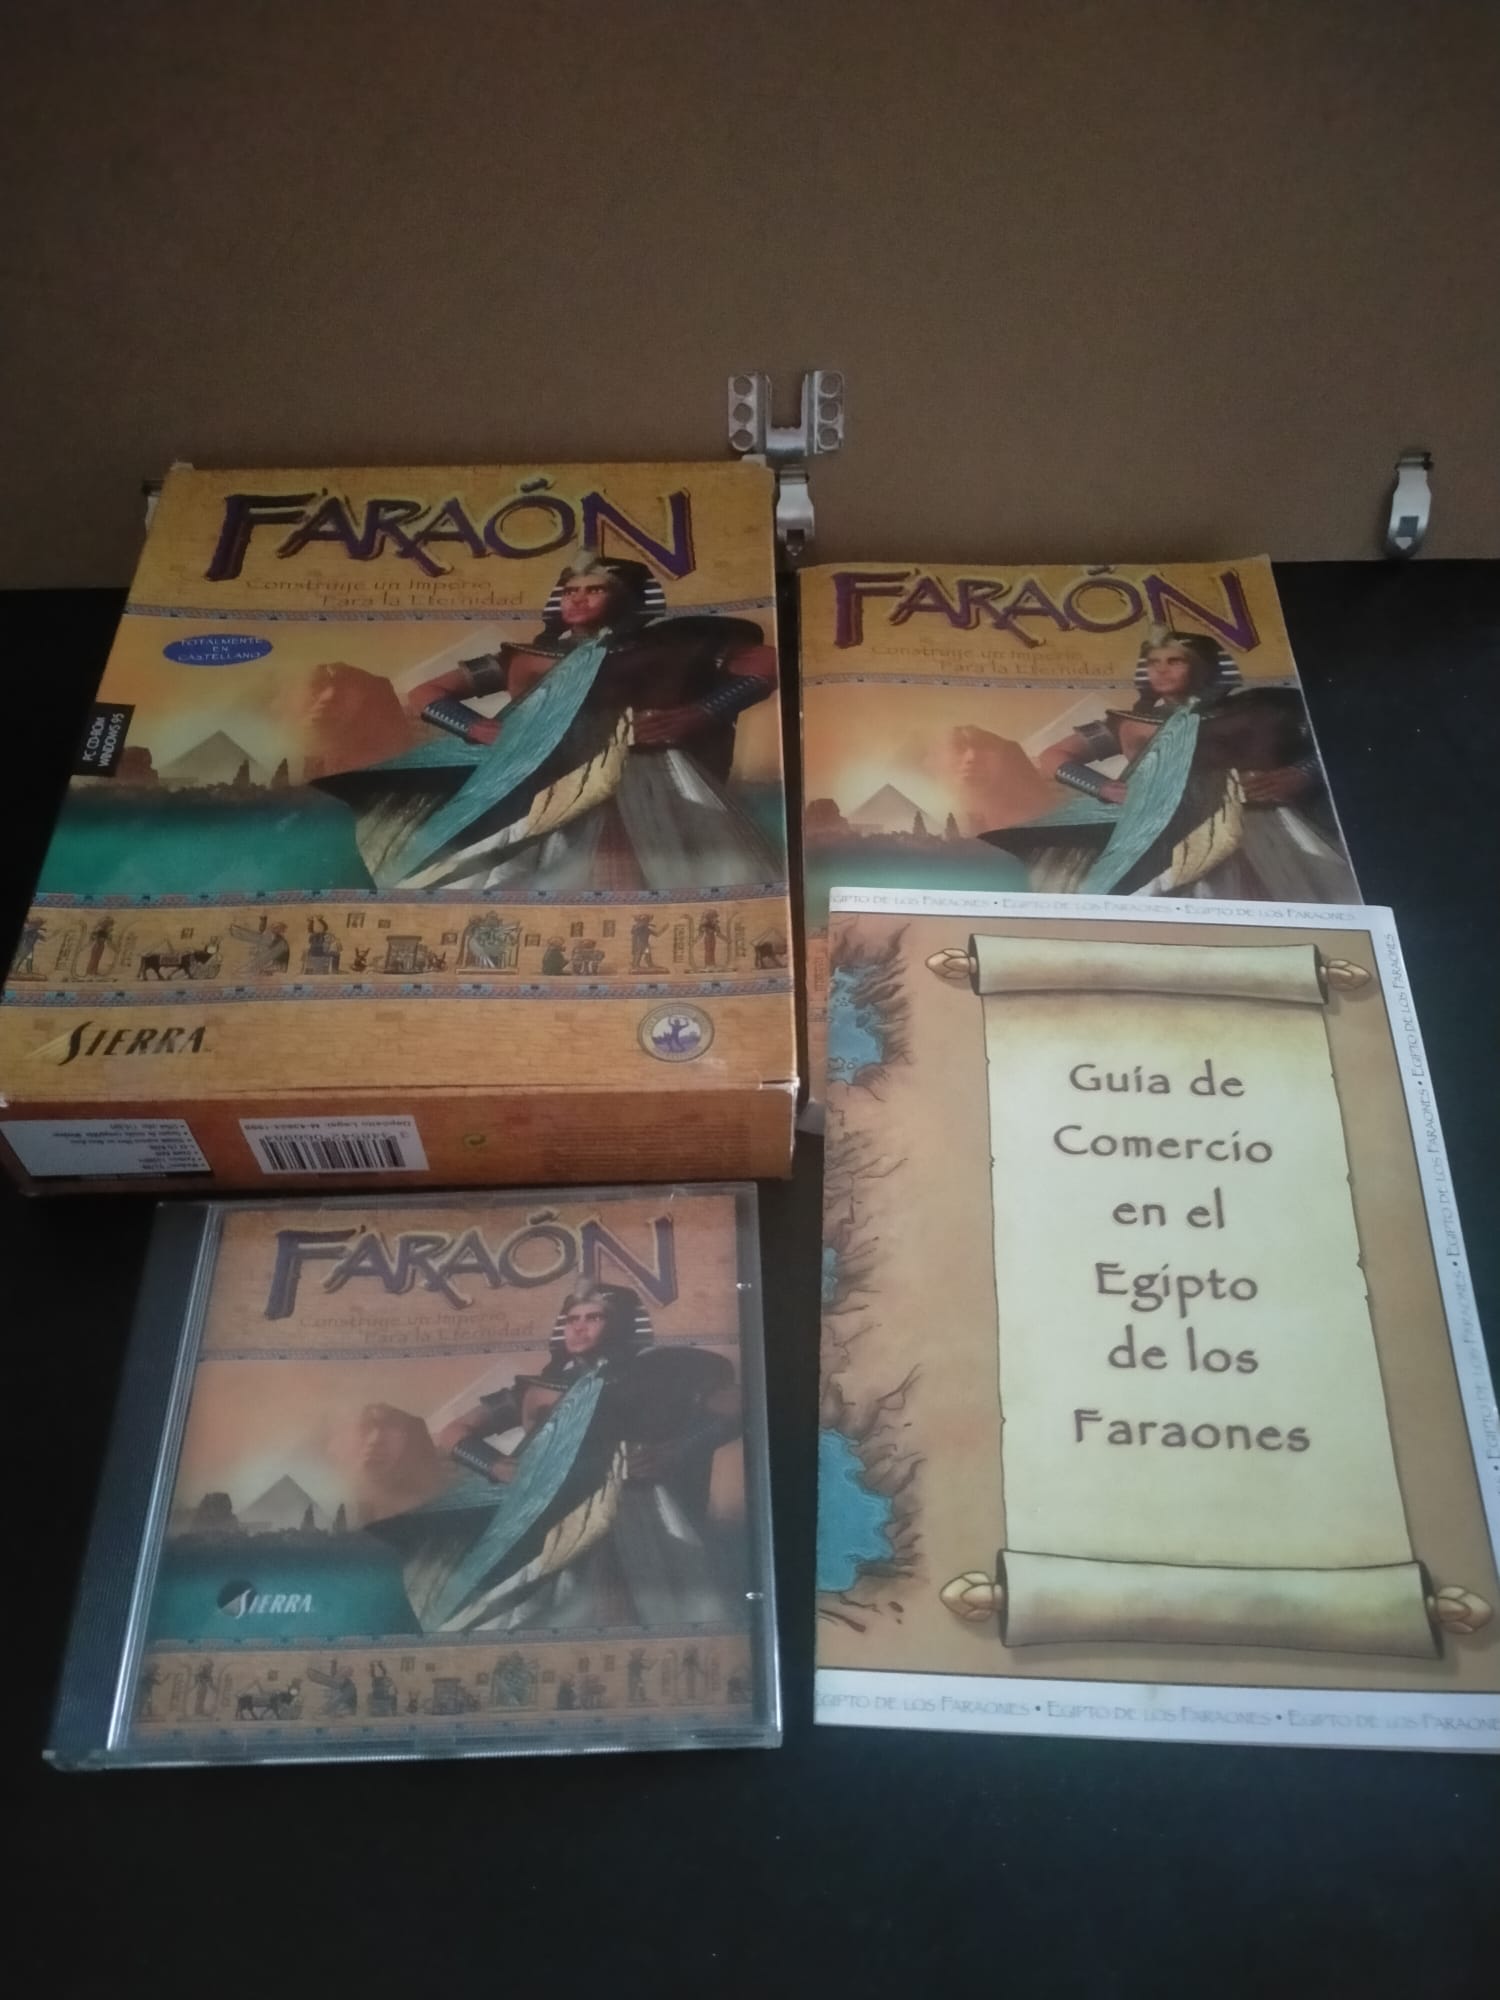 FARAÓN
Construye un Imperio
Para la Eternidad
TOTALMENTE
EN
CASTELLANO
PC CD-ROM
WINDOWS 95
SIERRA
FARAÓN
Construye un Imperio
Para la Eternidad
EGIPTO DE LOS FARAONES • EGIPTO DE LOS FARAONES • EGIPTO DE LOS FARAONES
Guía de
Comercio
en el
Egipto
de los
Faraones
EGIPTO DE LOS FARAONES • EGIPTO DE LOS FARAONES • EGIPTO DE LOS FARAONES
FARAÓN
Construye un Imperio
Para la Eternidad
SIERRA